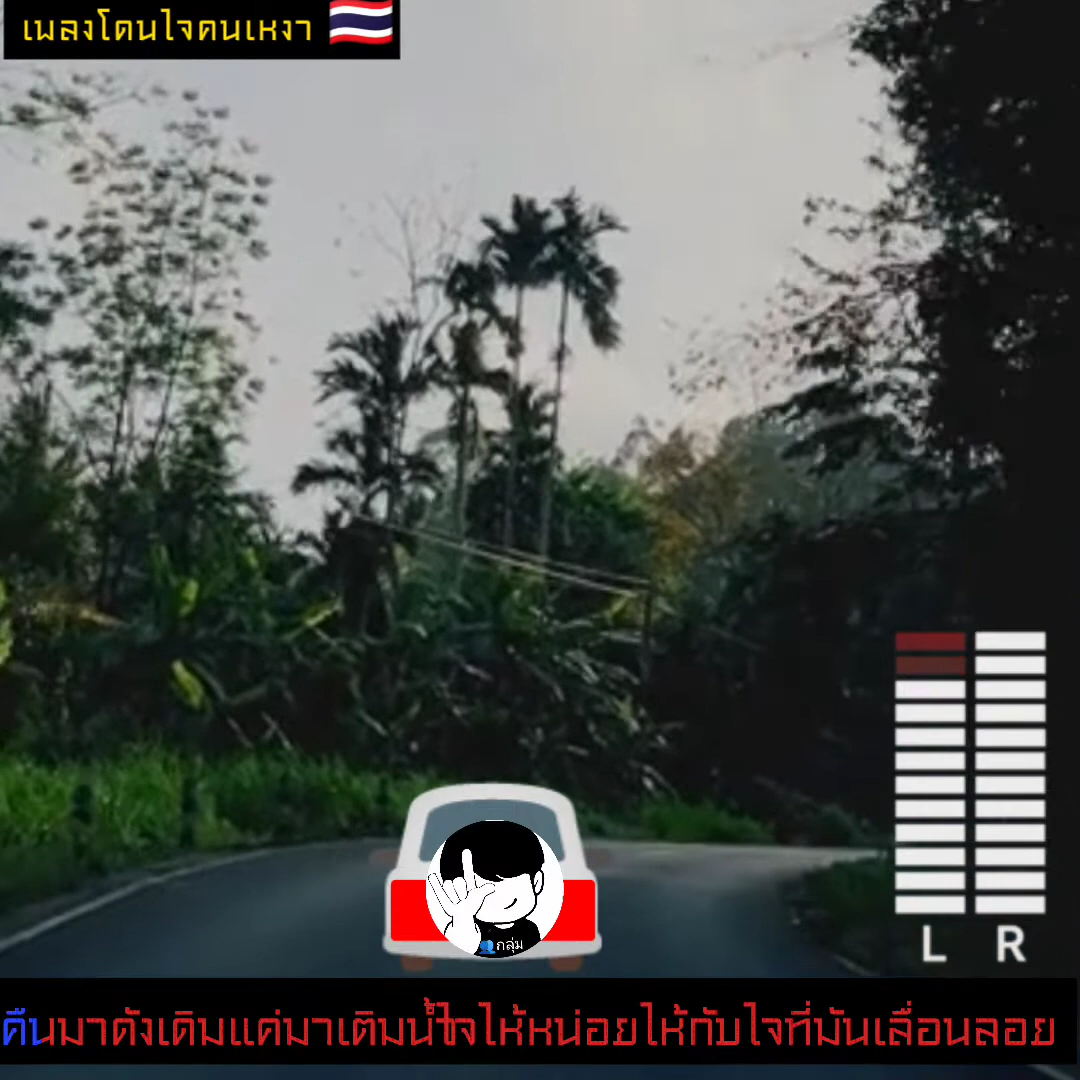 เพลงโดนใจคนเหงา
กลุ่ม
L R
คืนมาดังเดิมแค่มาเติมน้ำใจให้หน่อยให้กับใจที่มันเลื่อนลอย